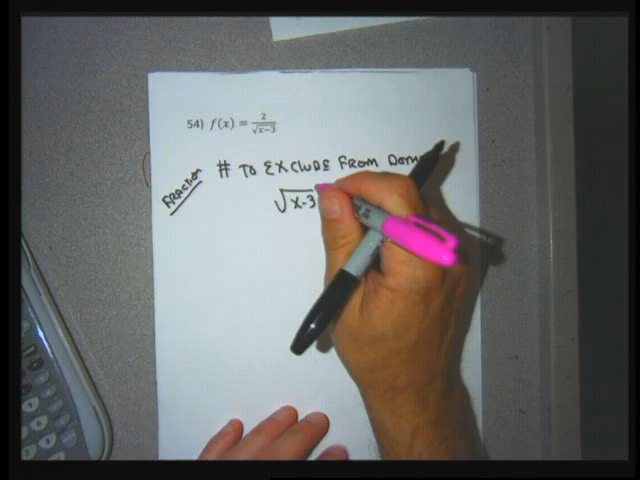 54) f(x) = 2/√(x−3)
# TO EXCLUDE FROM DOM
FRACTION
√x-3